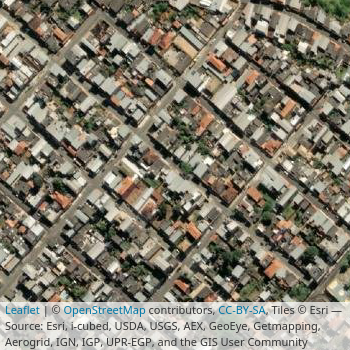 Leaflet | © OpenStreetMap contributors, CC-BY-SA, Tiles © Esri —
Source: Esri, i-cubed, USDA, USGS, AEX, GeoEye, Getmapping,
Aerogrid, IGN, IGP, UPR-EGP, and the GIS User Community